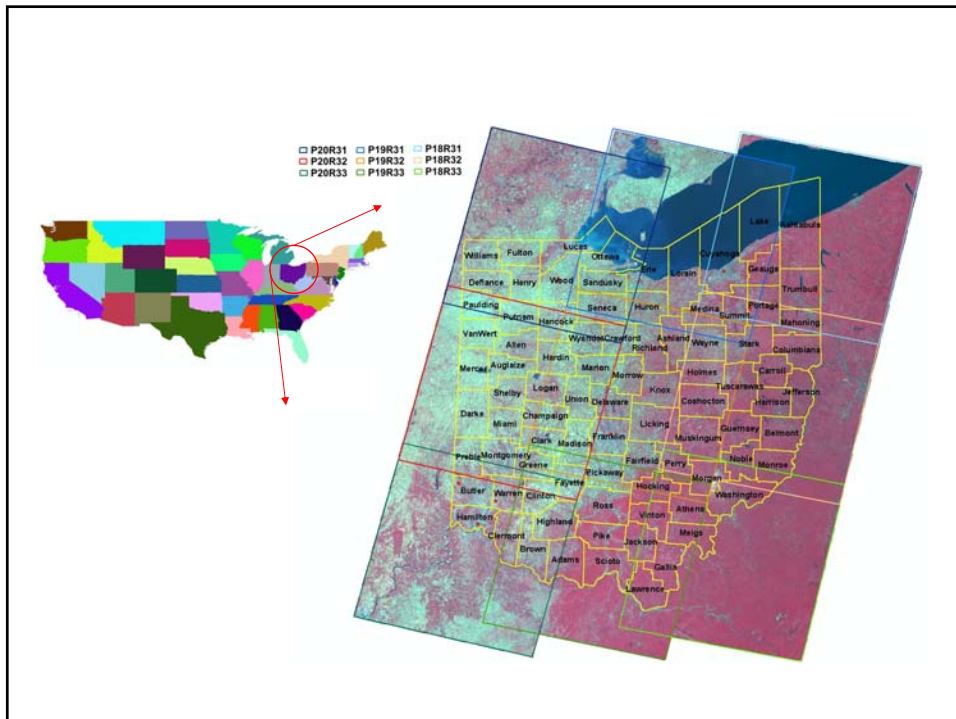 P20R31 P19R31 P18R31
P20R32 P19R32 P18R32
P20R33 P19R33 P18R33
Lake Ashtabula
Lucas Ottawa Cuyahoga
Williams Fulton Erie Lorain Geauga
Defiance Henry Wood Sandusky Trumbull
Paulding Seneca Huron Medina Summit Portage
Putnam Hancock Mahoning
VanWert Wyandot Crawford Ashland Wayne Stark
Allen Richland Columbiana
Mercer Auglaize Hardin Marion Morrow Holmes Carroll
Shelby Logan Union Delaware Knox Coshocton Tuscarawas Harrison Jefferson
Darke Miami Champaign Licking Guernsey Belmont
Clark Madison Franklin Muskingum
Preble Montgomery Greene Fairfield Perry Noble Monroe
Fayette Pickaway Morgan
Butler Warren Clinton Hocking Washington
Ross Athens
Hamilton Highland Vinton Meigs
Clermont Brown Pike Jackson
Adams Scioto Gallia
Lawrence